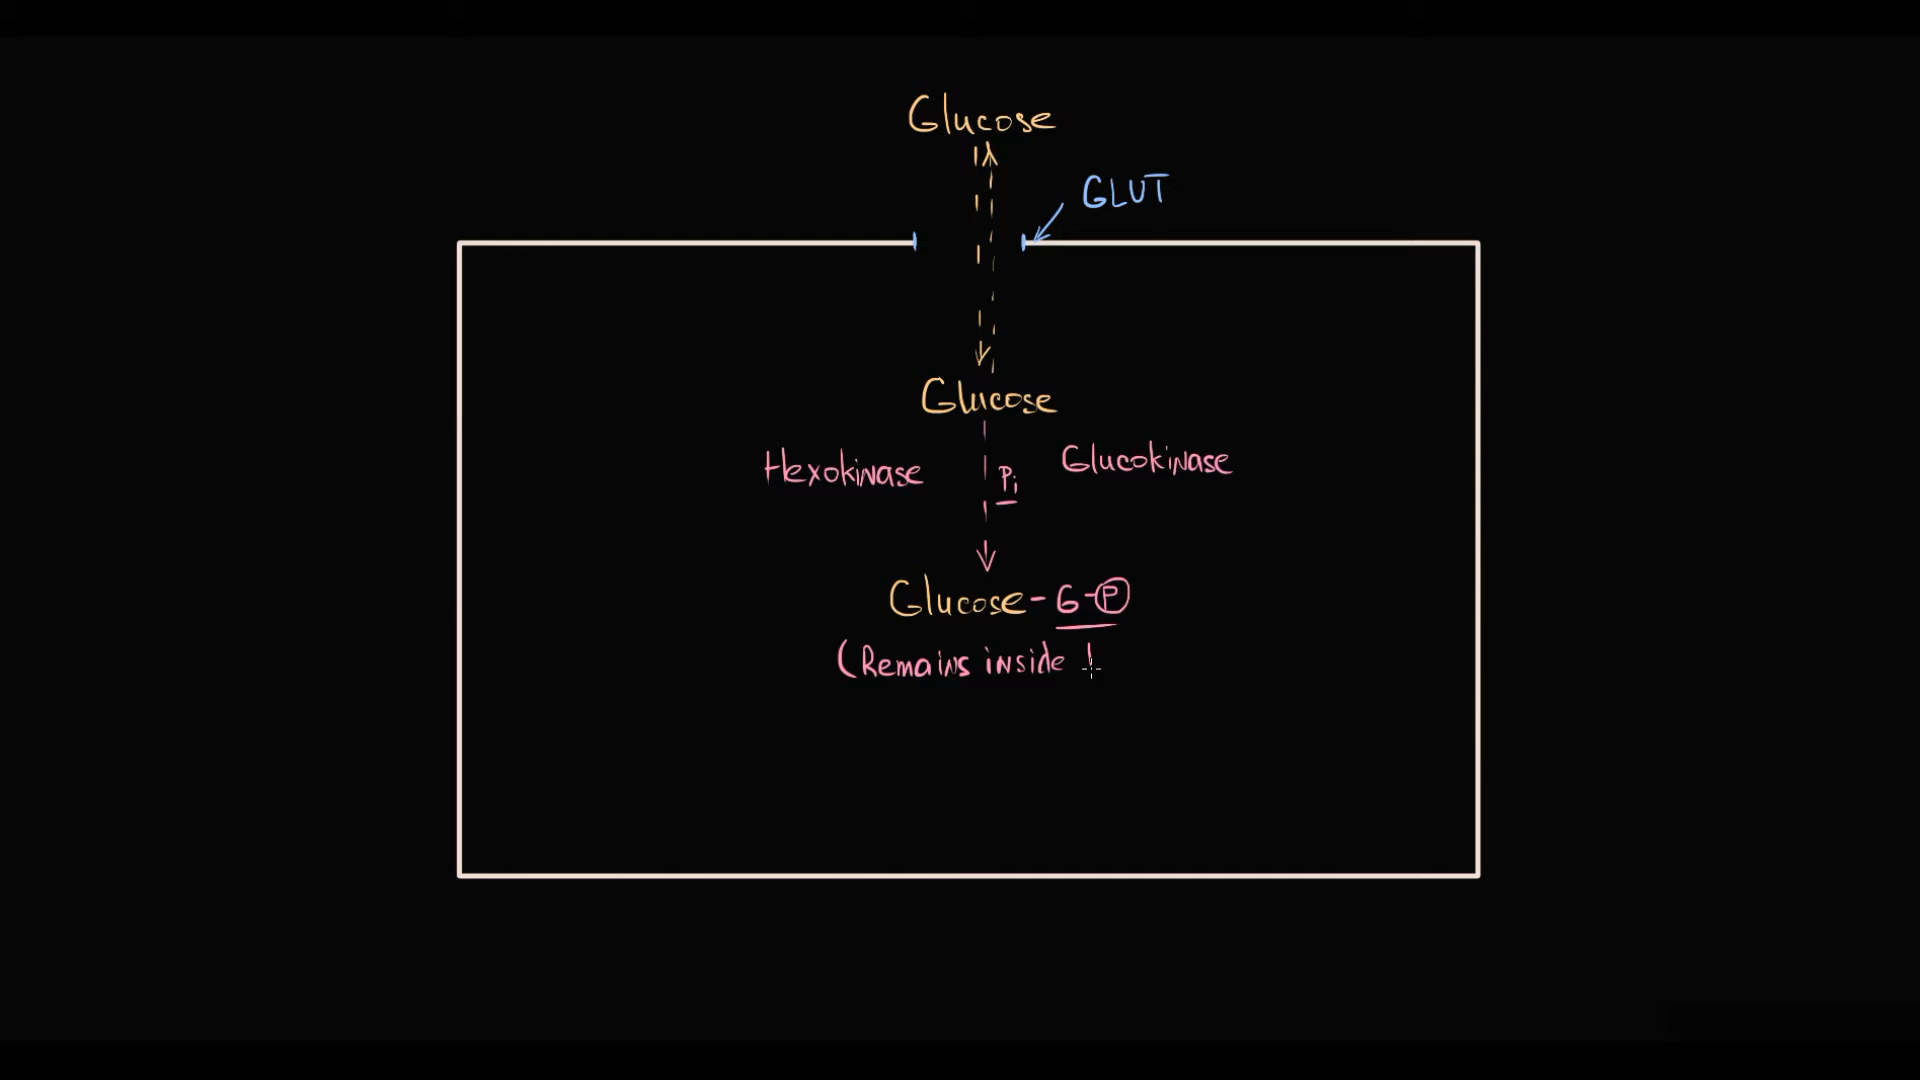 Glucose
GLUT
Glucose
Hexokinase Pi Glucokinase
Glucose-6-P
(Remains inside